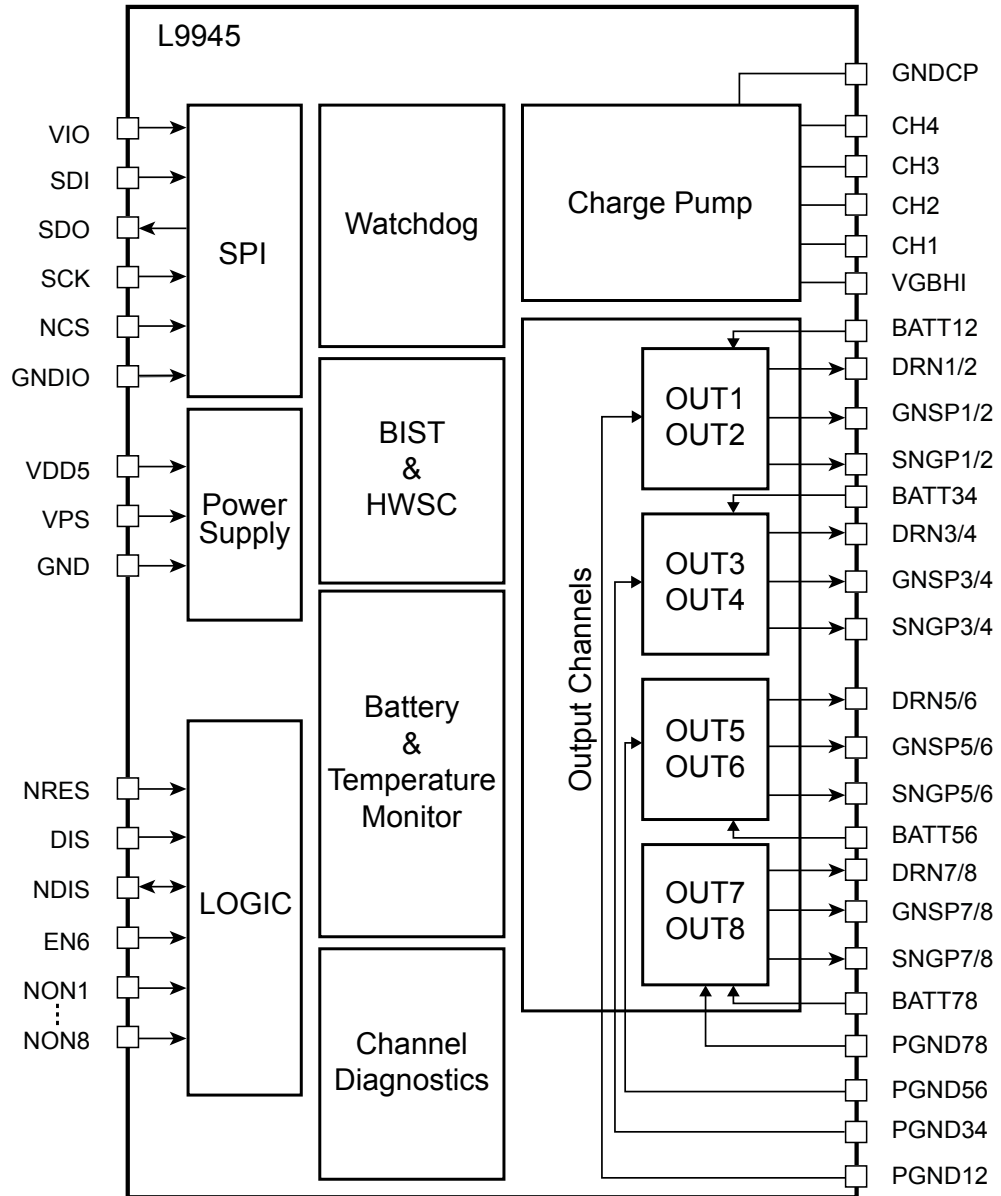 L9945
VIO
SDI
SDO
SCK
NCS
GNDIO
VDD5
VPS
GND
NRES
DIS
NDIS
EN6
NON1
NON8
SPI
Power
Supply
LOGIC
Watchdog
BIST
&
HWSC
Battery
&
Temperature
Monitor
Channel
Diagnostics
Charge Pump
Output Channels
OUT1
OUT2
OUT3
OUT4
OUT5
OUT6
OUT7
OUT8
GNDCP
CH4
CH3
CH2
CH1
VGBHI
BATT12
DRN1/2
GNSP1/2
SNGP1/2
BATT34
DRN3/4
GNSP3/4
SNGP3/4
DRN5/6
GNSP5/6
SNGP5/6
BATT56
DRN7/8
GNSP7/8
SNGP7/8
BATT78
PGND78
PGND56
PGND34
PGND12